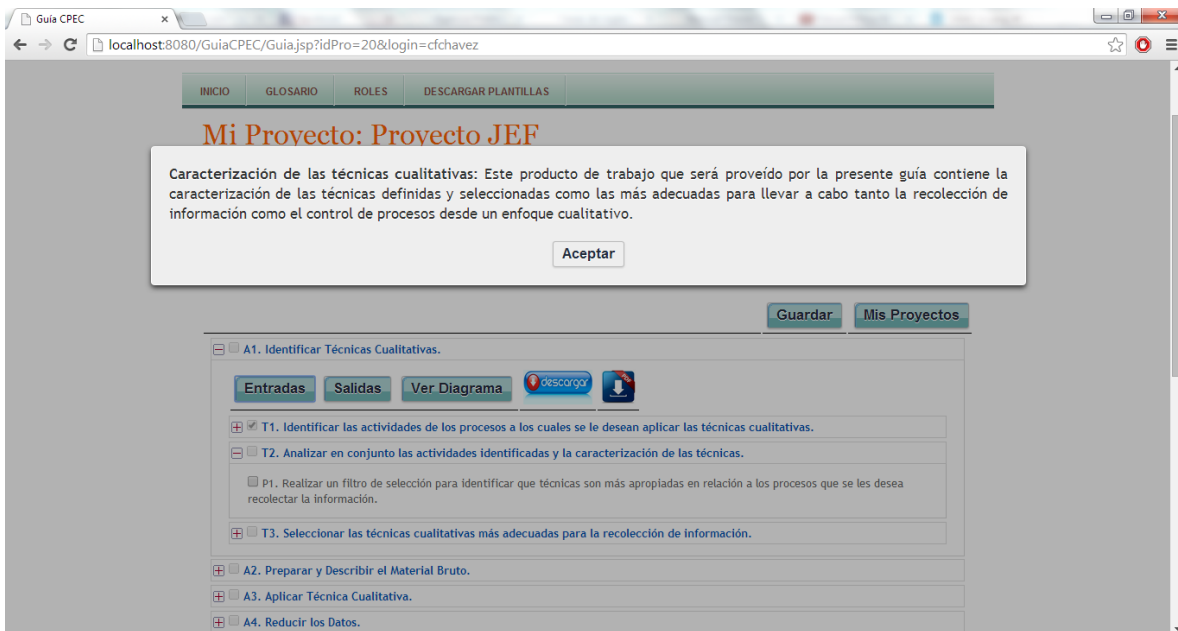 Guía CPEC
localhost:8080/GuiaCPEC/Guia.jsp?idPro=20&login=cfchavez
INICIO GLOSARIO ROLES DESCARGAR PLANTILLAS
Mi Proyecto: Proyecto JEF
Caracterización de las técnicas cualitativas: Este producto de trabajo que será proveído por la presente guía contiene la
caracterización de las técnicas definidas y seleccionadas como las más adecuadas para llevar a cabo tanto la recolección de
información como el control de procesos desde un enfoque cualitativo.
Aceptar
Guardar Mis Proyectos
A1. Identificar Técnicas Cualitativas.
Entradas Salidas Ver Diagrama descargar PDF
T1. Identificar las actividades de los procesos a los cuales se le desean aplicar las técnicas cualitativas.
T2. Analizar en conjunto las actividades identificadas y la caracterización de las técnicas.
P1. Realizar un filtro de selección para identificar que técnicas son más apropiadas en relación a los procesos que se les desea
recolectar la información.
T3. Seleccionar las técnicas cualitativas más adecuadas para la recolección de información.
A2. Preparar y Describir el Material Bruto.
A3. Aplicar Técnica Cualitativa.
A4. Reducir los Datos.